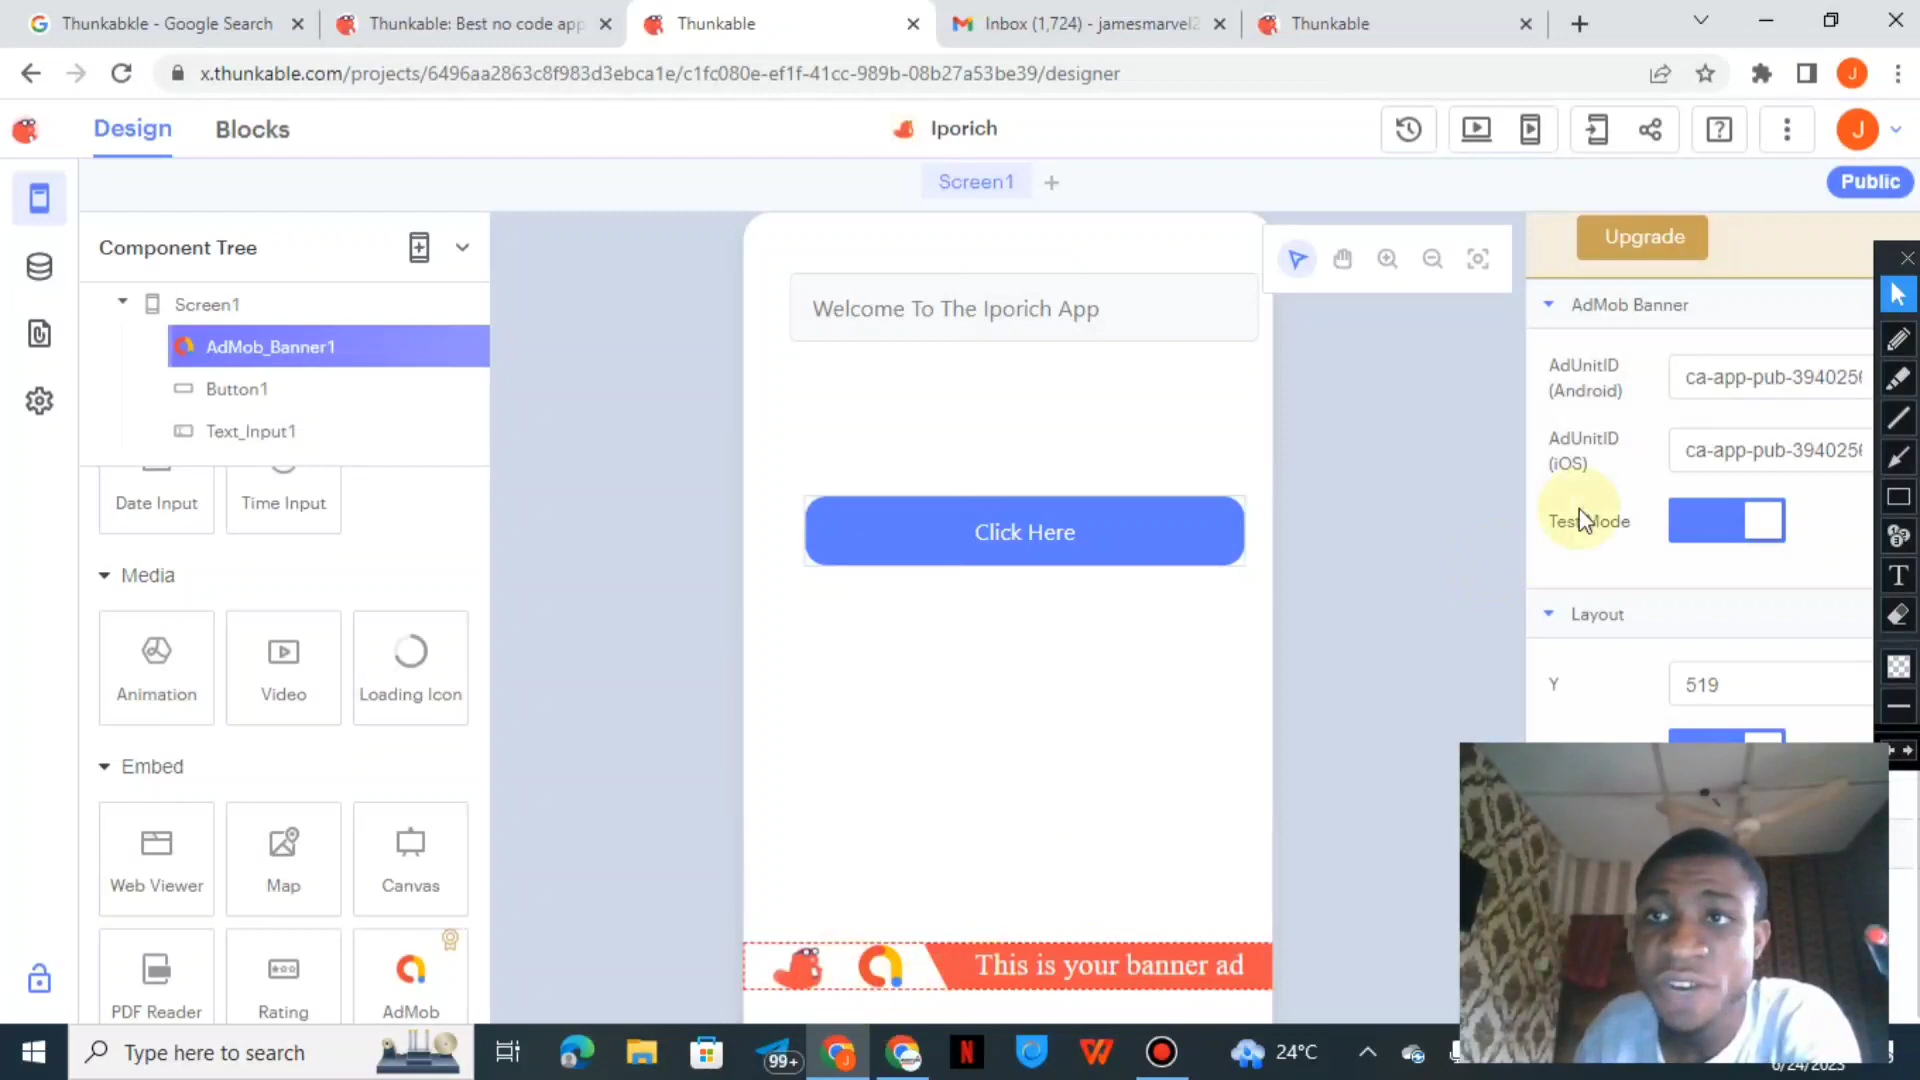 Thunkabkle - Google Search
Thunkable: Best no code app
Thunkable
Inbox (1,724) - jamesmarvel2
Thunkable
x.thunkable.com/projects/6496aa2863c8f983d3ebca1e/c1fc080e-ef1f-41cc-989b-08b27a53be39/designer
J
Design
Blocks
Iporich
J
Screen1
Public
Component Tree
Upgrade
Screen1
AdMob Banner
Welcome To The Iporich App
AdMob_Banner1
AdUnitID
(Android)
ca-app-pub-394025
Button1
Text_Input1
AdUnitID
(iOS)
ca-app-pub-394025
Date Input
Time Input
Test Mode
Click Here
Media
Layout
Animation
Video
Loading Icon
Y
519
Embed
Web Viewer
Map
Canvas
This is your banner ad
PDF Reader
Rating
AdMob
Type here to search
99+
24°C
6/24/2023